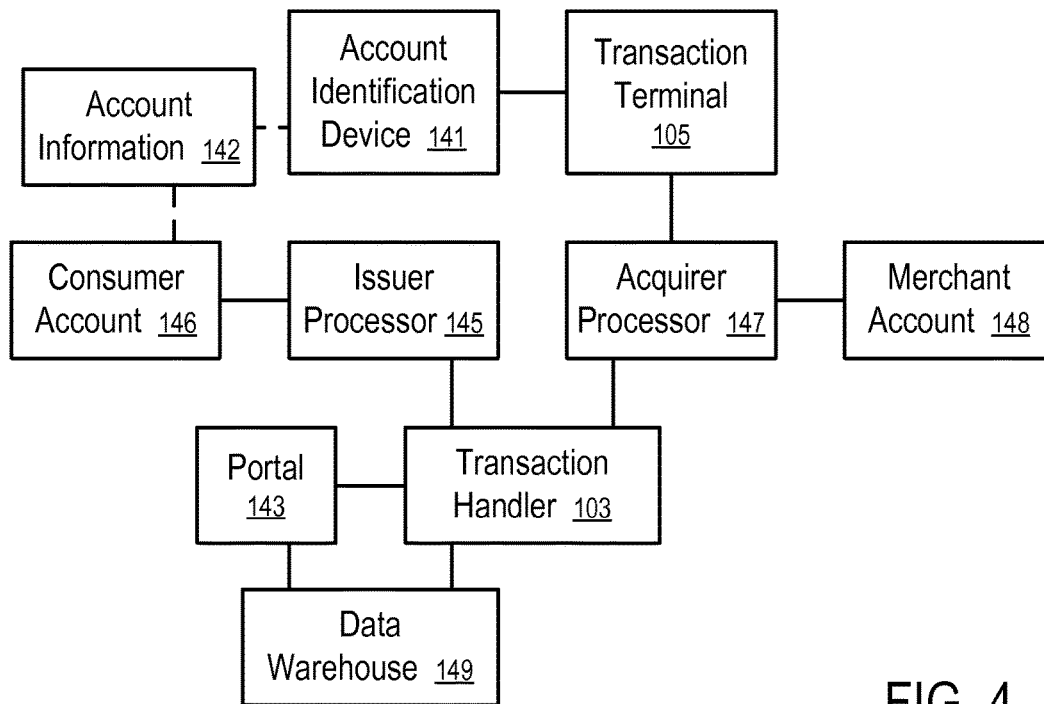 Account
Identification
Device 141
Transaction
Terminal
105
Account
Information 142
Consumer
Account 146
Issuer
Processor 145
Acquirer
Processor 147
Merchant
Account 148
Portal
143
Transaction
Handler 103
Data
Warehouse 149
FIG. 4